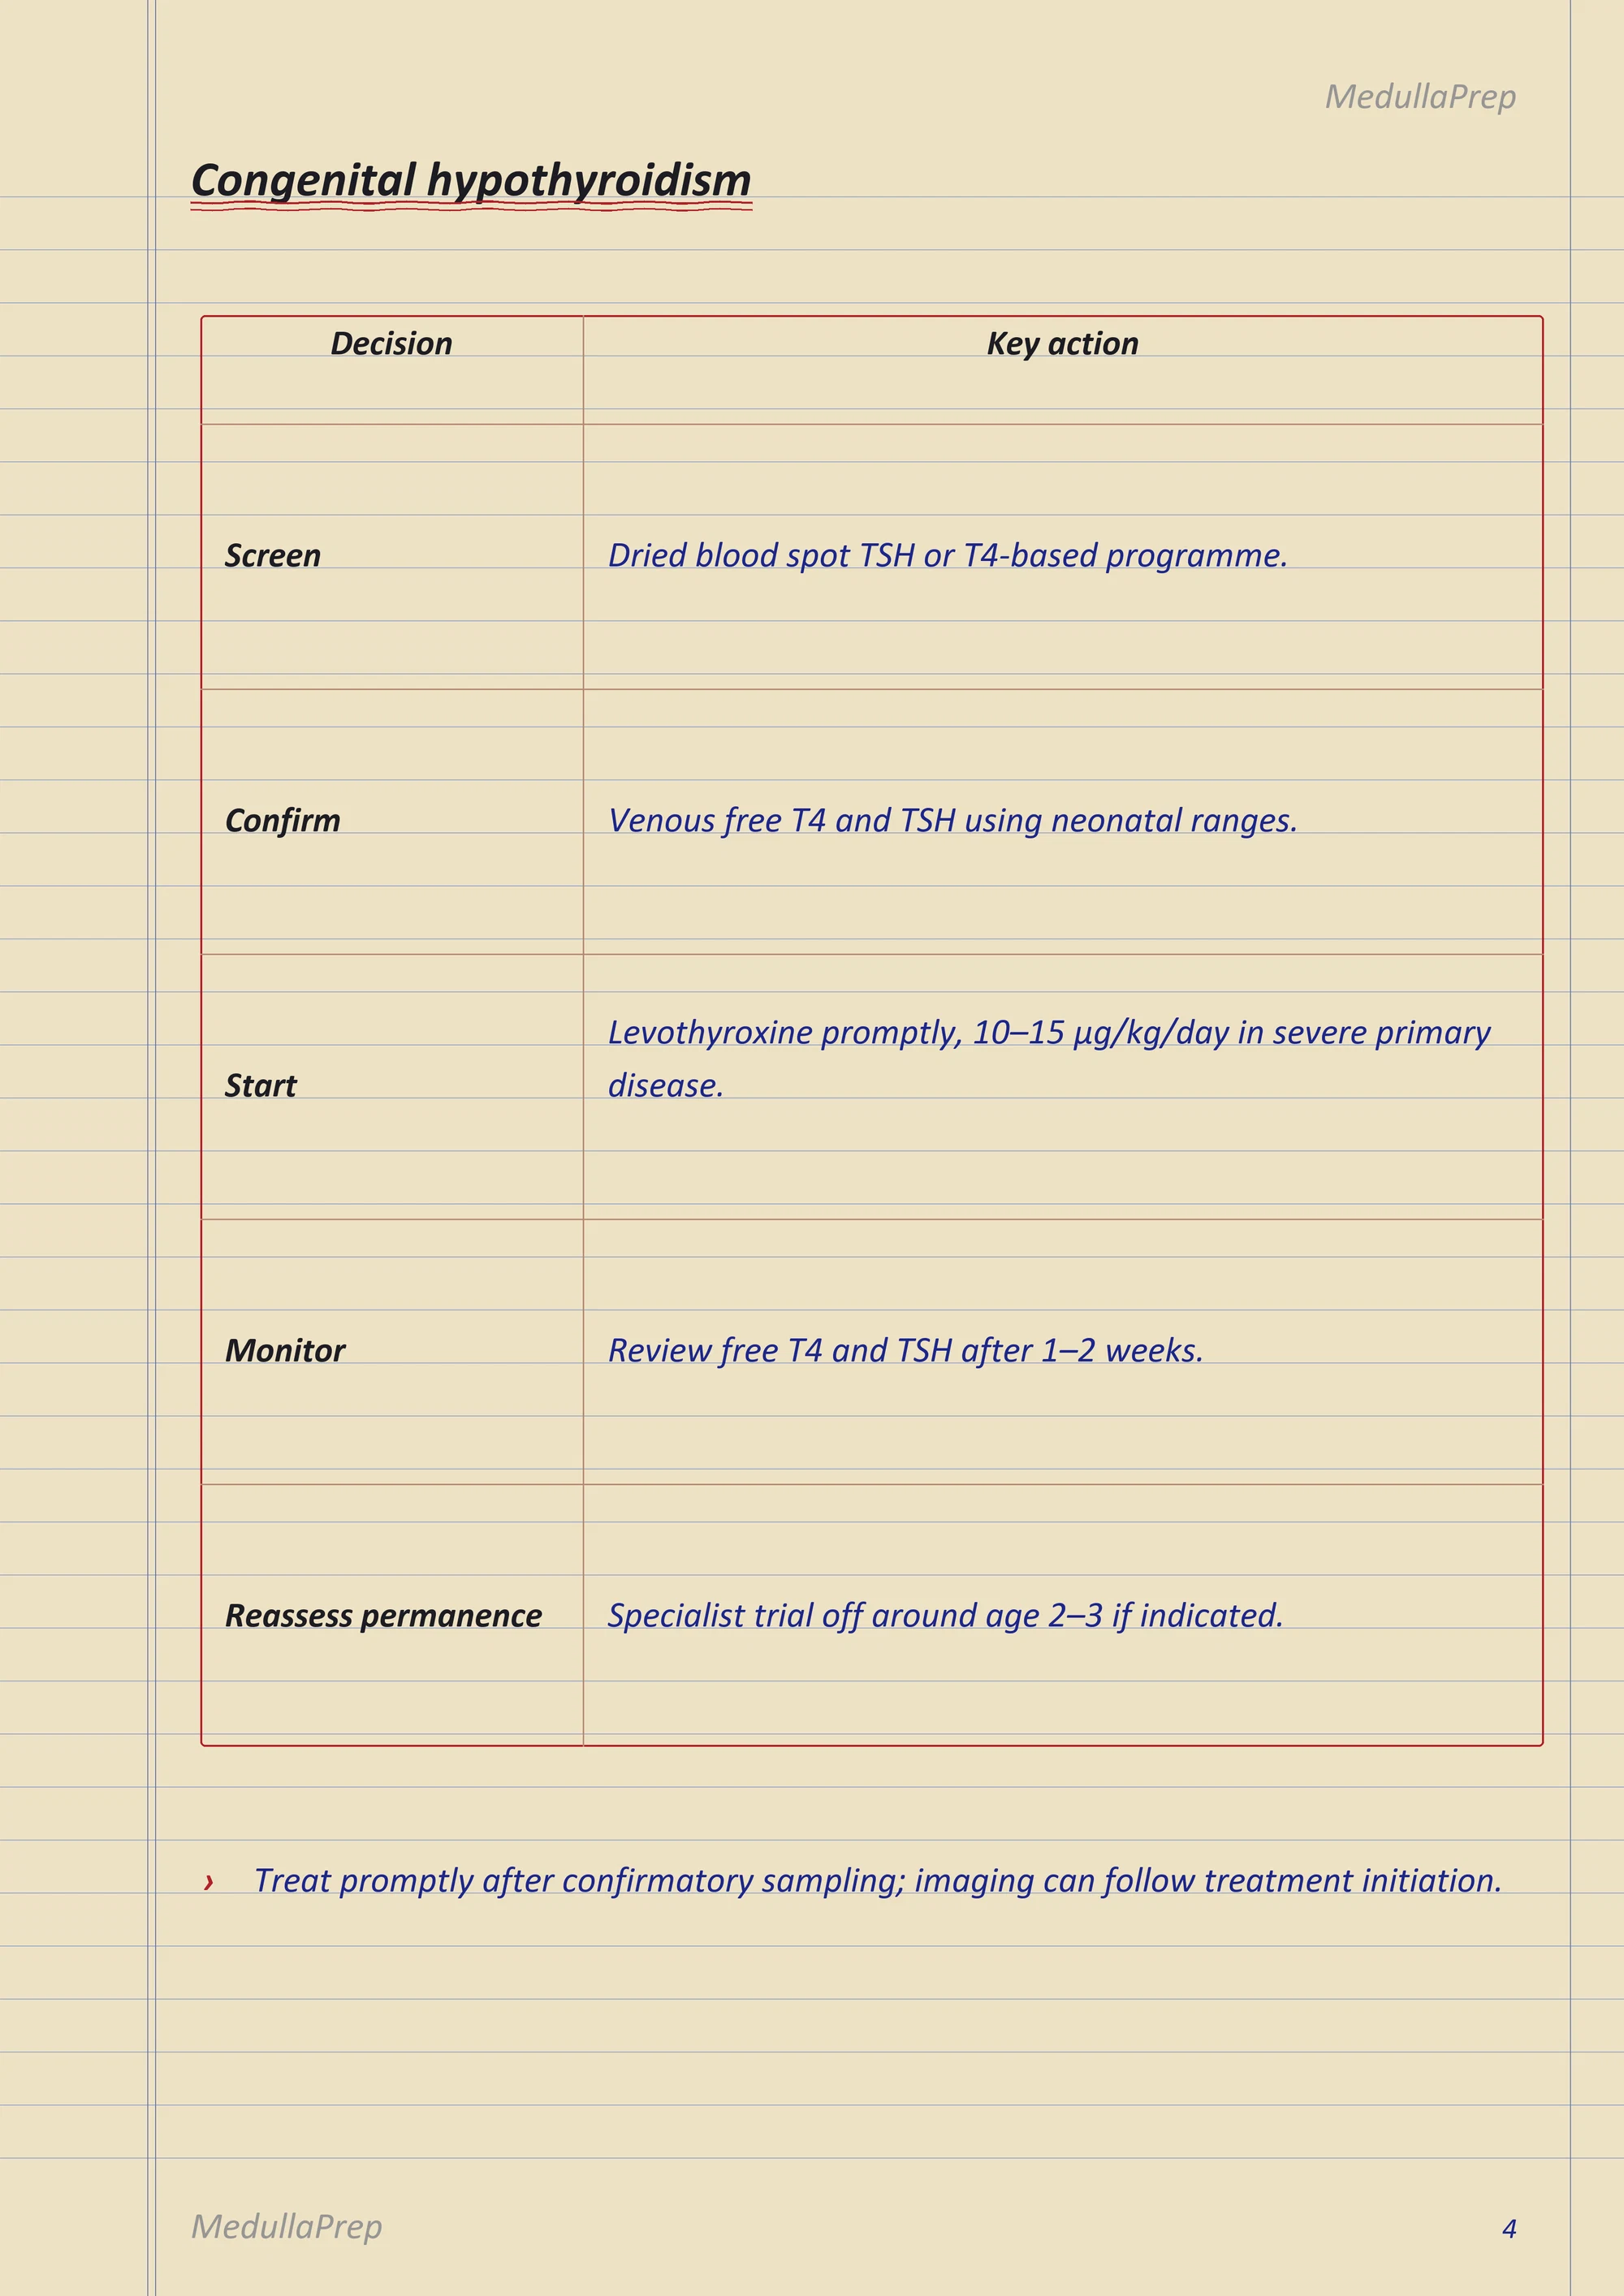 MedullaPrep
Congenital hypothyroidism
Decision
Key action
Screen
Dried blood spot TSH or T4-based programme.
Confirm
Venous free T4 and TSH using neonatal ranges.
Start
Levothyroxine promptly, 10–15 µg/kg/day in severe primary
disease.
Monitor
Review free T4 and TSH after 1–2 weeks.
Reassess permanence
Specialist trial off around age 2–3 if indicated.
› Treat promptly after confirmatory sampling; imaging can follow treatment initiation.
MedullaPrep
4